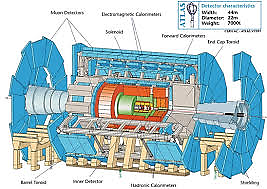 ATLAS
Detector characteristics
Width: 44m
Diameter: 22m
Weight: 7000t
Muon Detectors
Electromagnetic Calorimeters
Solenoid
Forward Calorimeters
End Cap Toroid
Barrel Toroid
Inner Detector
Hadronic Calorimeters
Shielding